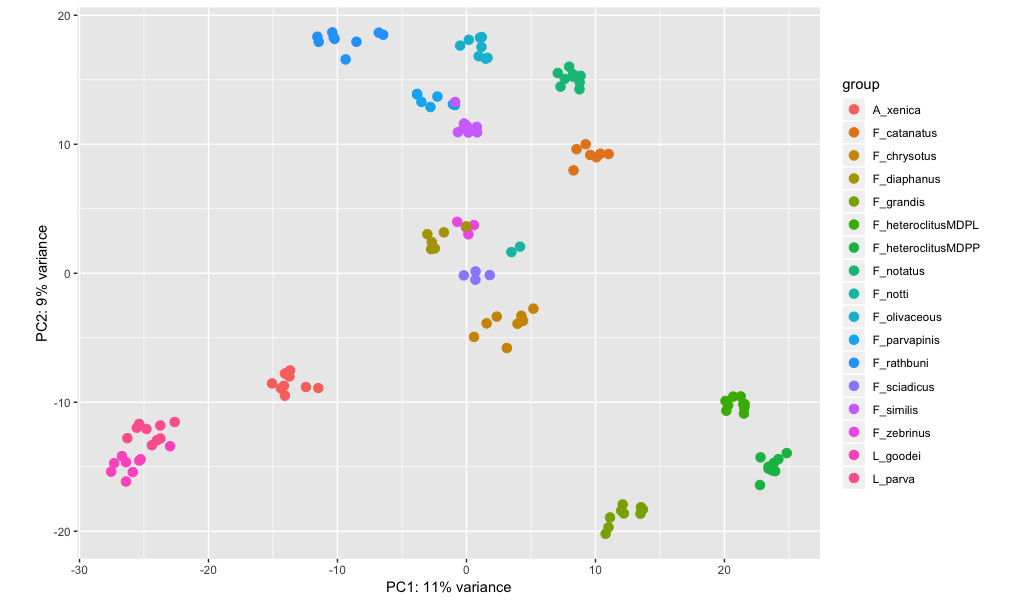 20
10
0
-10
-20
PC2: 9% variance
-30
-20
-10
0
10
20
PC1: 11% variance
group
A_xenica
F_catanatus
F_chrysotus
F_diaphanus
F_grandis
F_heteroclitusMDPL
F_heteroclitusMDPP
F_notatus
F_notti
F_olivaceous
F_parvapinis
F_rathbuni
F_sciadicus
F_similis
F_zebrinus
L_goodei
L_parva